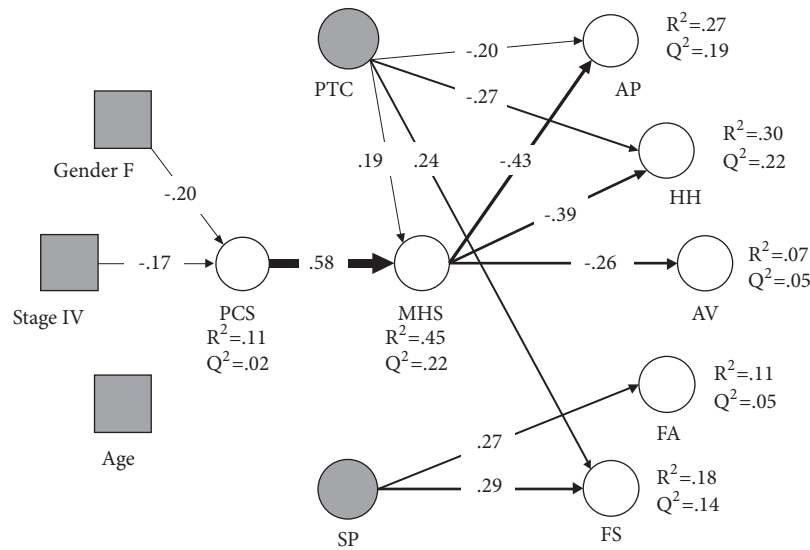 PTC
Gender F
Stage IV
Age
-.20
-.17
PCS
R²=.11
Q²=.02
.58
MHS
R²=.45
Q²=.22
.19
.24
-.20
-.27
-.43
-.39
-.26
AP
R²=.27
Q²=.19
HH
R²=.30
Q²=.22
AV
R²=.07
Q²=.05
FA
R²=.11
Q²=.05
.27
.29
SP
FS
R²=.18
Q²=.14